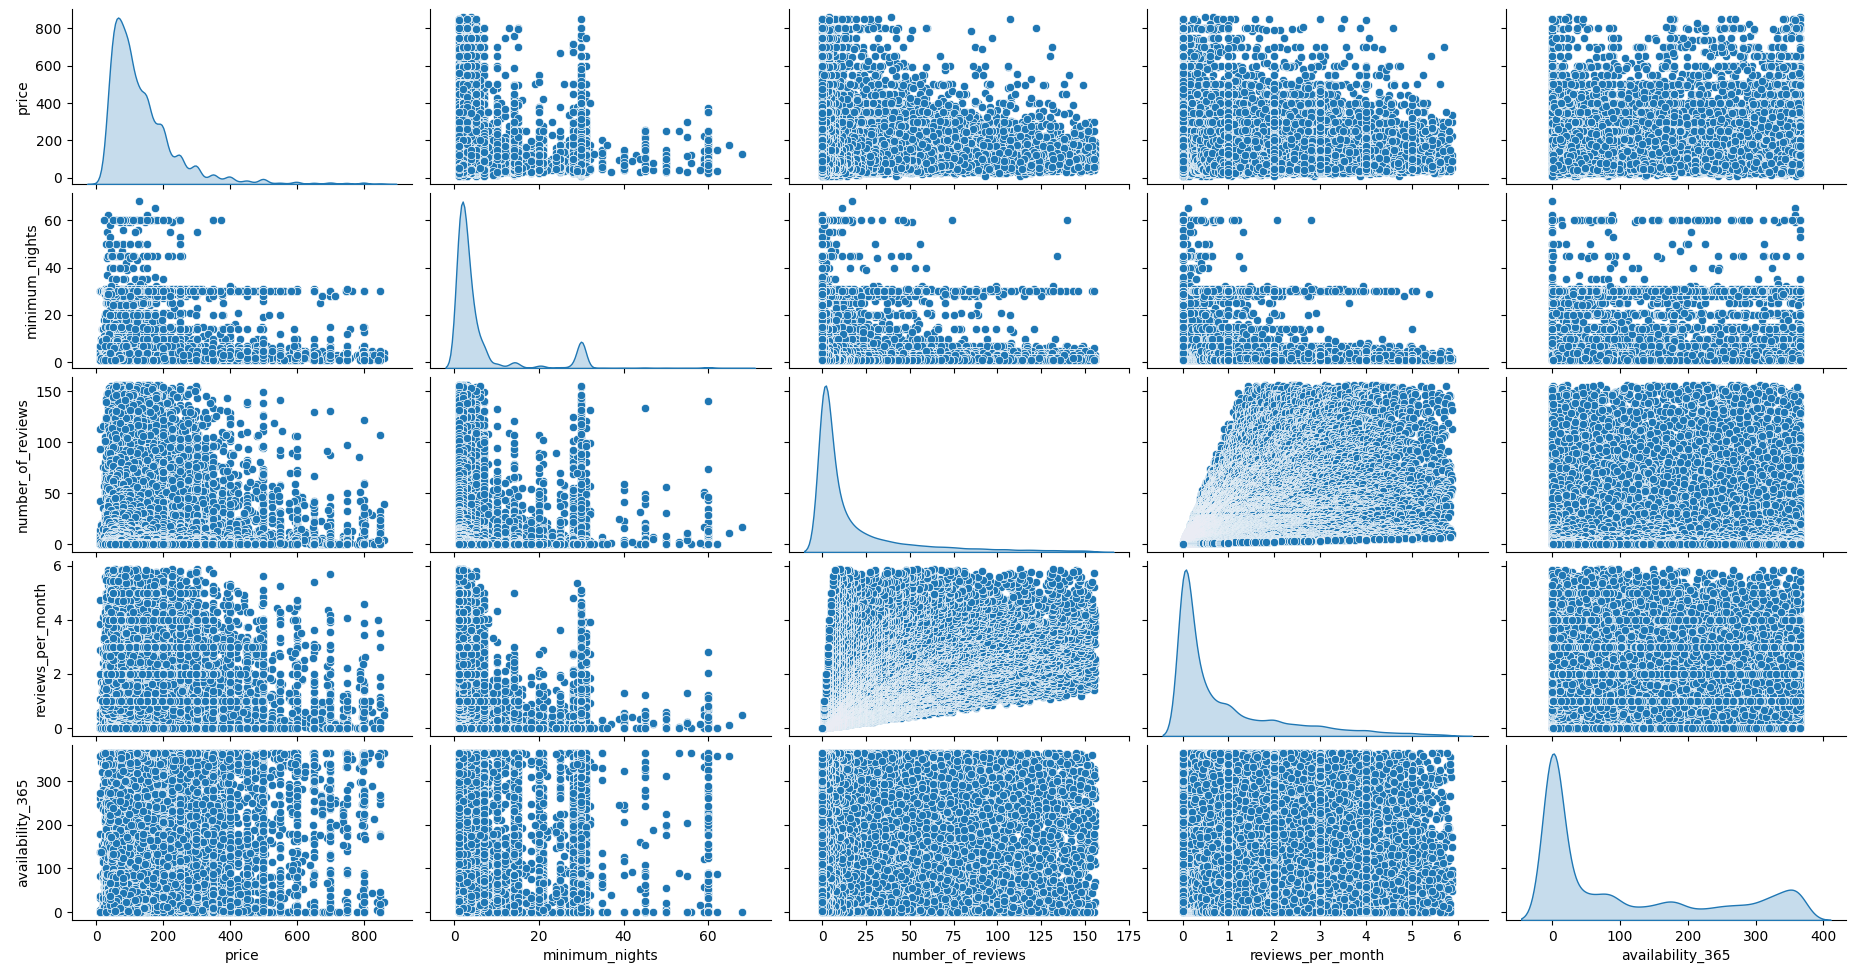 800
600
400
200
0
price
60
40
20
0
minimum_nights
150
100
50
0
number_of_reviews
6
4
2
0
reviews_per_month
300
200
100
0
availability_365
0 200 400 600 800
0 20 40 60
0 25 50 75 100 125 150 175
0 1 2 3 4 5 6
0 100 200 300 400
price
minimum_nights
number_of_reviews
reviews_per_month
availability_365